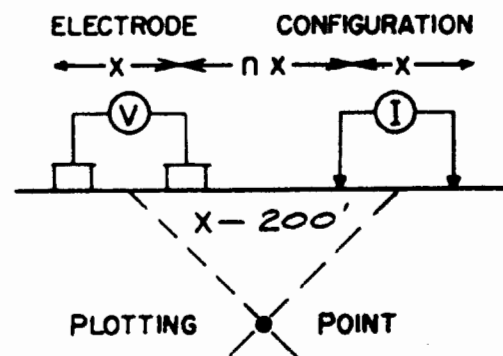 ELECTRODE CONFIGURATION
X n X X
V I
X - 200'
PLOTTING POINT